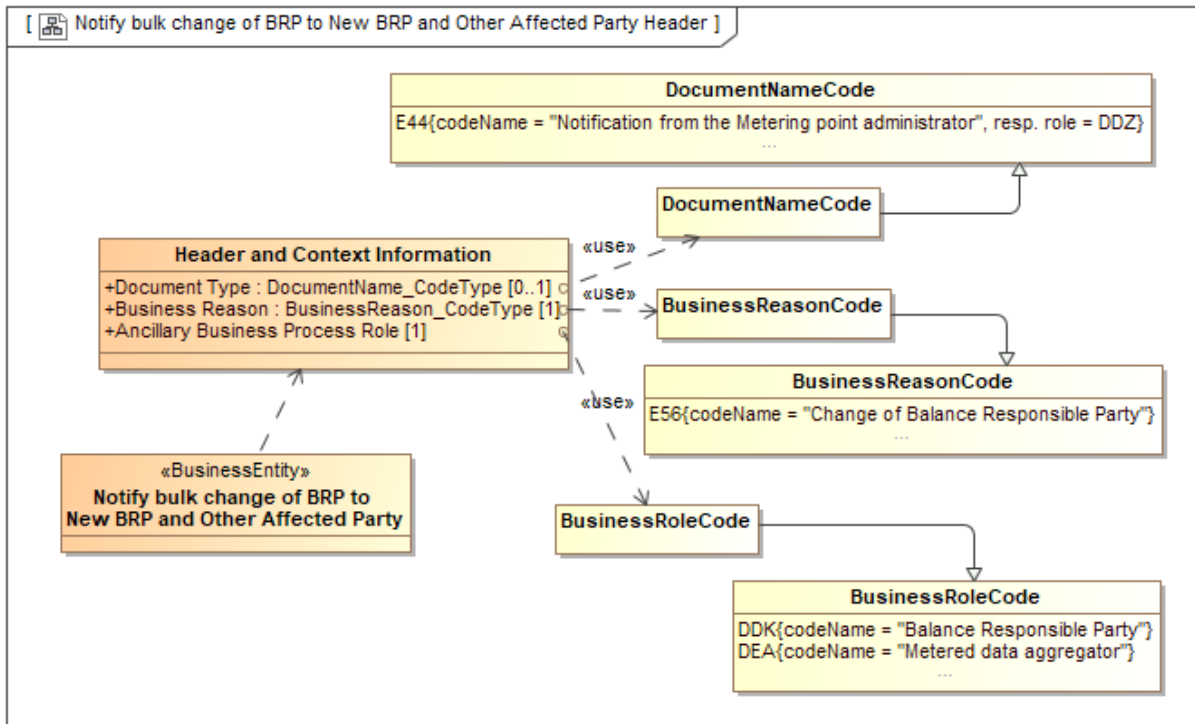 [ Notify bulk change of BRP to New BRP and Other Affected Party Header ]
DocumentNameCode
E44{codeName = "Notification from the Metering point administrator", resp. role = DDZ}
...
DocumentNameCode
«use»
Header and Context Information
+Document Type : DocumentName_CodeType [0..1]
+Business Reason : BusinessReason_CodeType [1]
+Ancillary Business Process Role [1]
«use»
BusinessReasonCode
BusinessReasonCode
E56{codeName = "Change of Balance Responsible Party"}
...
«use»
«BusinessEntity»
Notify bulk change of BRP to
New BRP and Other Affected Party
BusinessRoleCode
BusinessRoleCode
DDK{codeName = "Balance Responsible Party"}
DEA{codeName = "Metered data aggregator"}
...